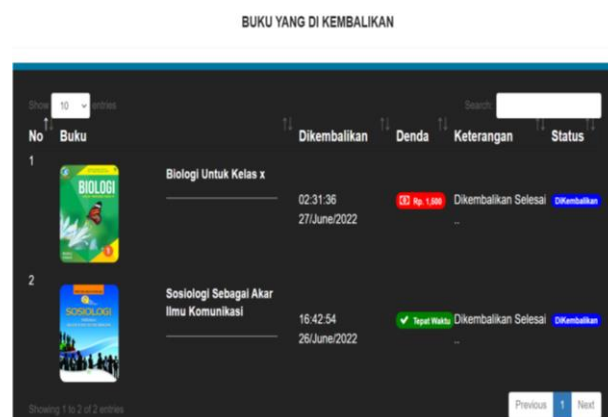 BUKU YANG DI KEMBALIKAN
Show 10 entries
Search:
No Buku Dikembalikan Denda Keterangan Status
1
BIOLOGI
Biologi Untuk Kelas x
02:31:36
27/June/2022
Rp. 1,500
Dikembalikan Selesai
..
DiKembalikan
2
SOSIOLOGI
Sosiologi Sebagai Akar
Ilmu Komunikasi
16:42:54
26/June/2022
Tepat Waktu
Dikembalikan Selesai
..
DiKembalikan
Showing 1 to 2 of 2 entries
Previous 1 Next